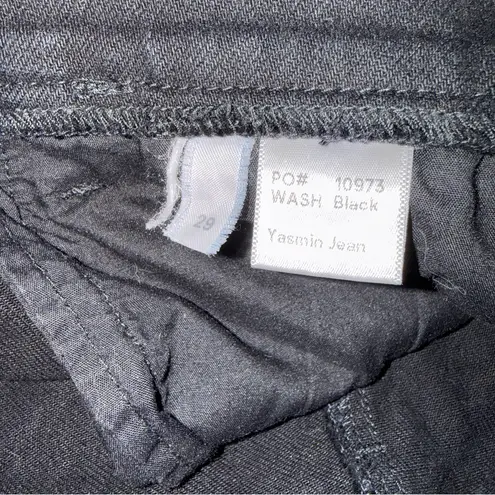 PO# 10973
WASH Black
Yasmin Jean
29